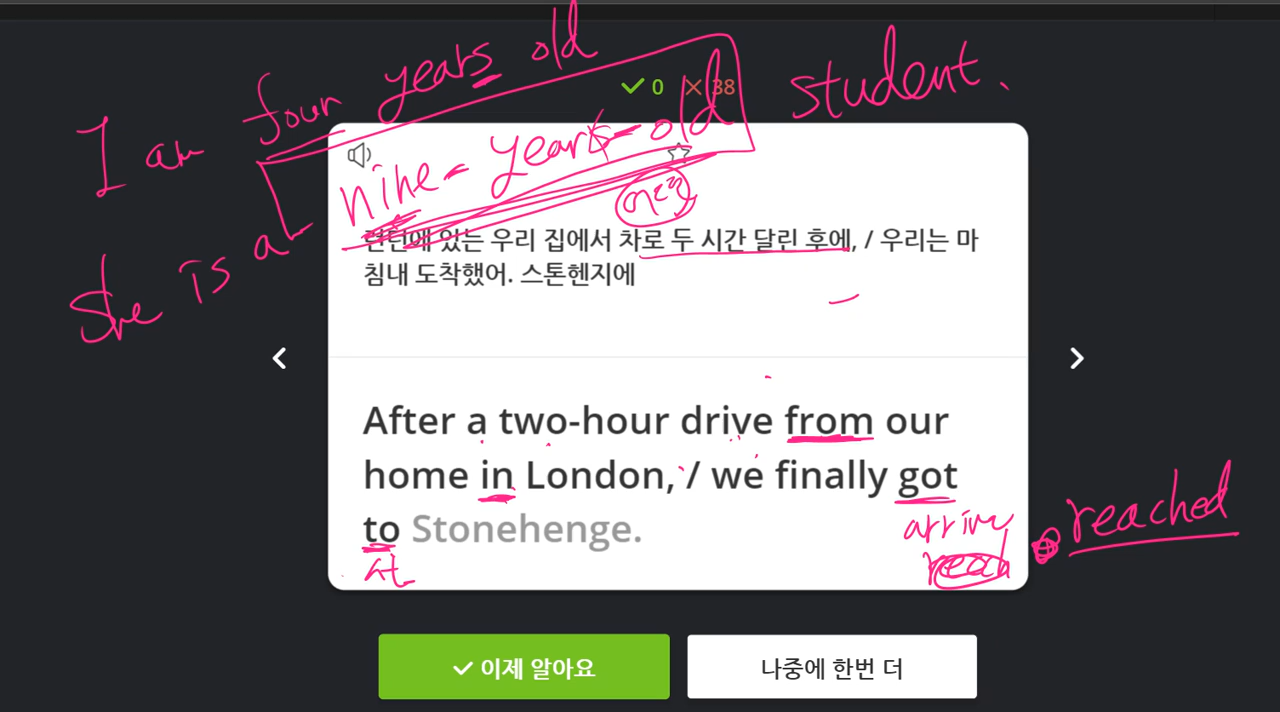 I am four years old
✓ 0 ✕ 38
student.
She is a nine-years-old
런던에 있는 우리 집에서 차로 두 시간 달린 후에, / 우리는 마
침내 도착했어. 스톤헨지에
After a two-hour drive from our
home in London, / we finally got
to Stonehenge.
at
arrive
reach
reached
✓ 이제 알아요
나중에 한번 더